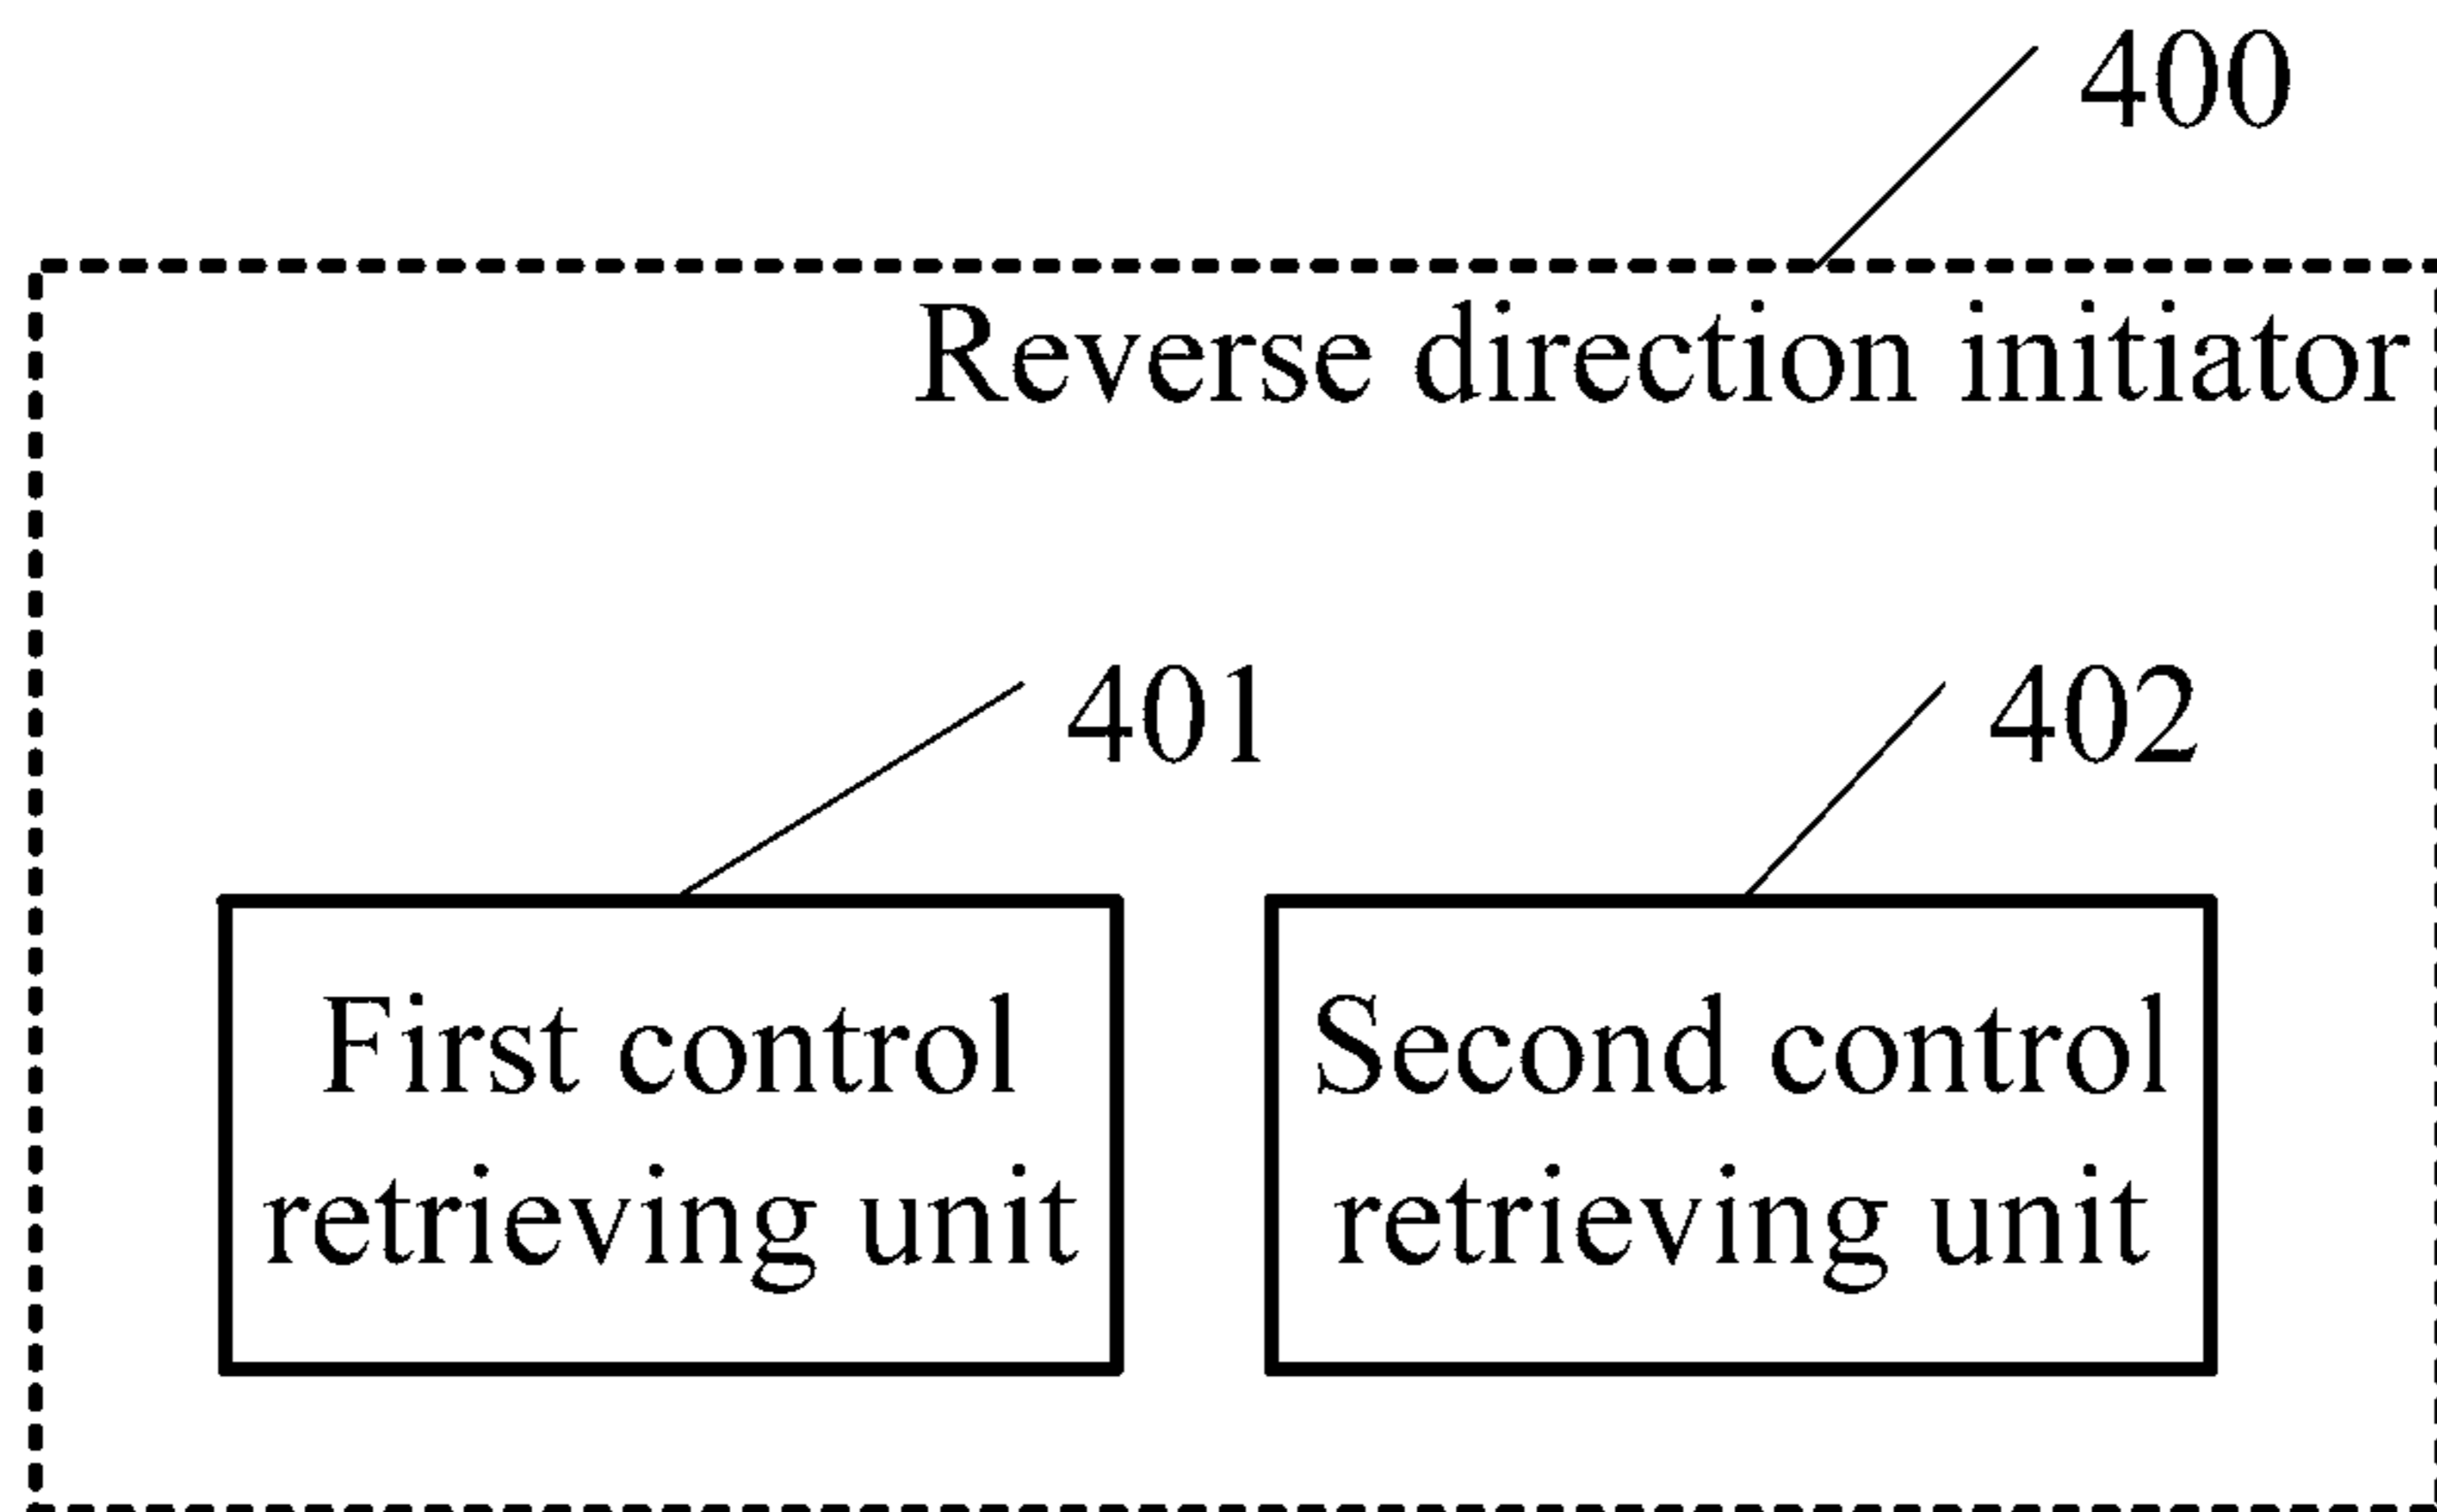 400
Reverse direction initiator
401
402
First control
retrieving unit
Second control
retrieving unit